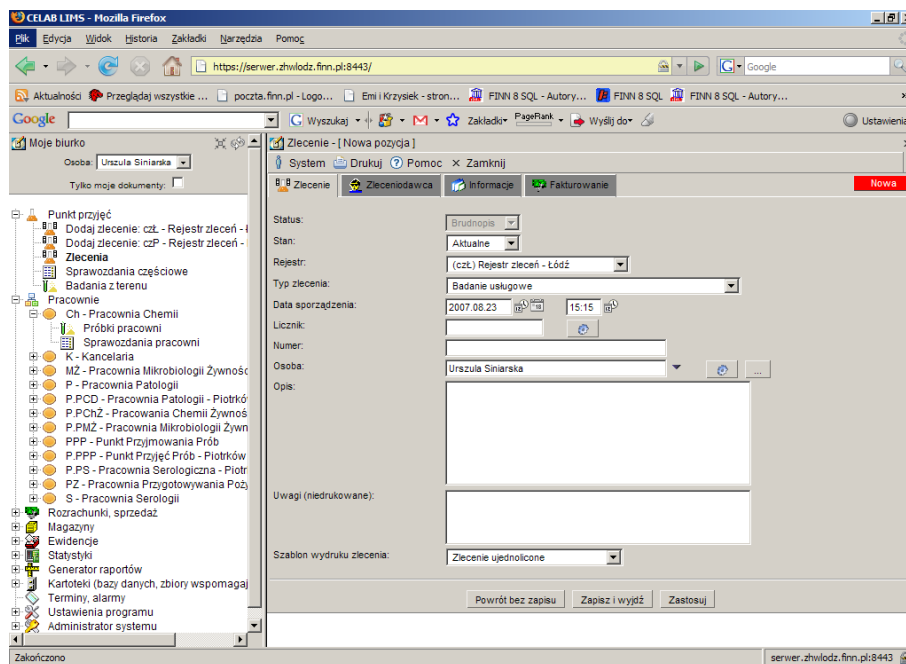 CELAB LIMS - Mozilla Firefox
Plik Edycja Widok Historia Zakładki Narzędzia Pomoc
https://serwer.zhwlodz.finn.pl:8443/
Google
Aktualności Przeglądaj wszystkie ... poczta.finn.pl - Logo... Emi i Krzysiek - stron... FINN 8 SQL - Autory... FINN 8 SQL FINN 8 SQL - Autory...
Google Wyszukaj Zakładki PageRank Wyślij do Ustawienia
Moje biurko
Osoba: Urszula Siniarska
Tylko moje dokumenty:
Punkt przyjęć
Dodaj zlecenie: czŁ - Rejestr zleceń - Ł
Dodaj zlecenie: czP - Rejestr zleceń -
Zlecenia
Sprawozdania częściowe
Badania z terenu
Pracownie
Ch - Pracownia Chemii
Próbki pracowni
Sprawozdania pracowni
K - Kancelaria
MŻ - Pracownia Mikrobiologii Żywnośc
P - Pracownia Patologii
P.PCD - Pracownia Patologii - Piotrków
P.PChŻ - Pracowania Chemii Żywnoś
P.PMŻ - Pracownia Mikrobiologii Żywn
PPP - Punkt Przyjmowania Prób
P.PPP - Punkt Przyjęć Prób - Piotrków
P.PS - Pracownia Serologiczna - Piotr
PZ - Pracownia Przygotowywania Poży
S - Pracownia Serologii
Rozrachunki, sprzedaż
Magazyny
Ewidencje
Statystyki
Generator raportów
Kartoteki (bazy danych, zbiory wspomagaj
Terminy, alarmy
Ustawienia programu
Administrator systemu
Zlecenie - [ Nowa pozycja ]
System Drukuj Pomoc Zamknij
Zlecenie Zleceniodawca Informacje Fakturowanie Nowa
Status: Brudnopis
Stan: Aktualne
Rejestr: (czŁ) Rejestr zleceń - Łódź
Typ zlecenia: Badanie usługowe
Data sporządzenia: 2007.08.23 15:15
Licznik:
Numer:
Osoba: Urszula Siniarska ...
Opis:
Uwagi (niedrukowane):
Szablon wydruku zlecenia: Zlecenie ujednolicone
Powrót bez zapisu Zapisz i wyjdź Zastosuj
Zakończono serwer.zhwlodz.finn.pl:8443